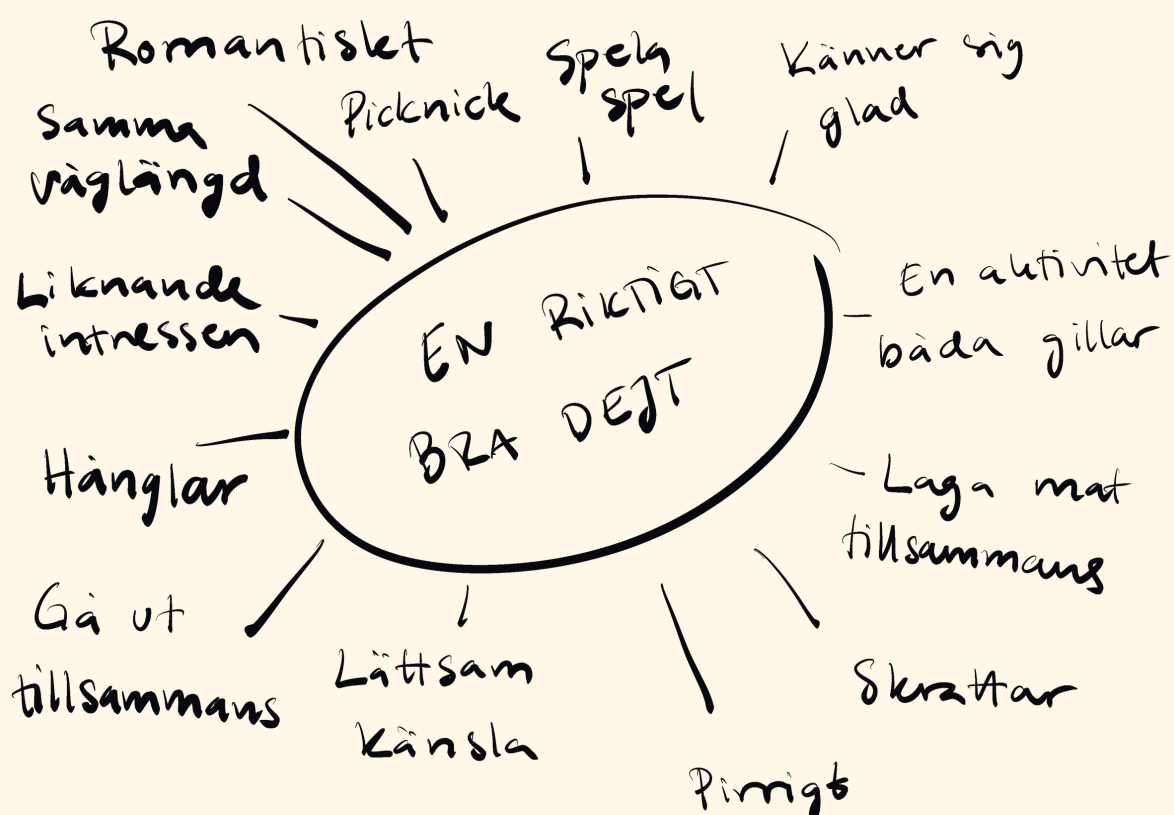 Romantiskt
Picknick
Spela
spel
Känner sig
glad
Samma
våglängd
Liknande
intressen
EN RIKTIGT
BRA DEJT
En aktivitet
båda gillar
Hånglar
Laga mat
tillsammans
Gå ut
tillsammans
Lättsam
känsla
Skrattar
Pirrigt